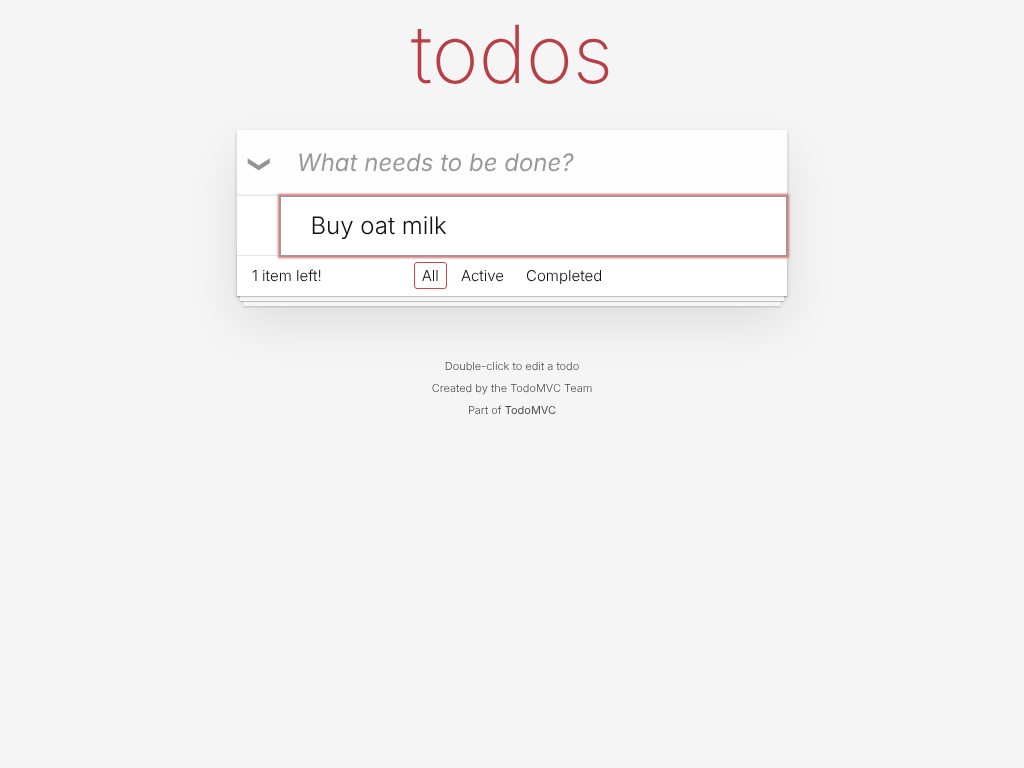 todos
What needs to be done?
Buy oat milk
1 item left!
All
Active
Completed
Double-click to edit a todo
Created by the TodoMVC Team
Part of TodoMVC